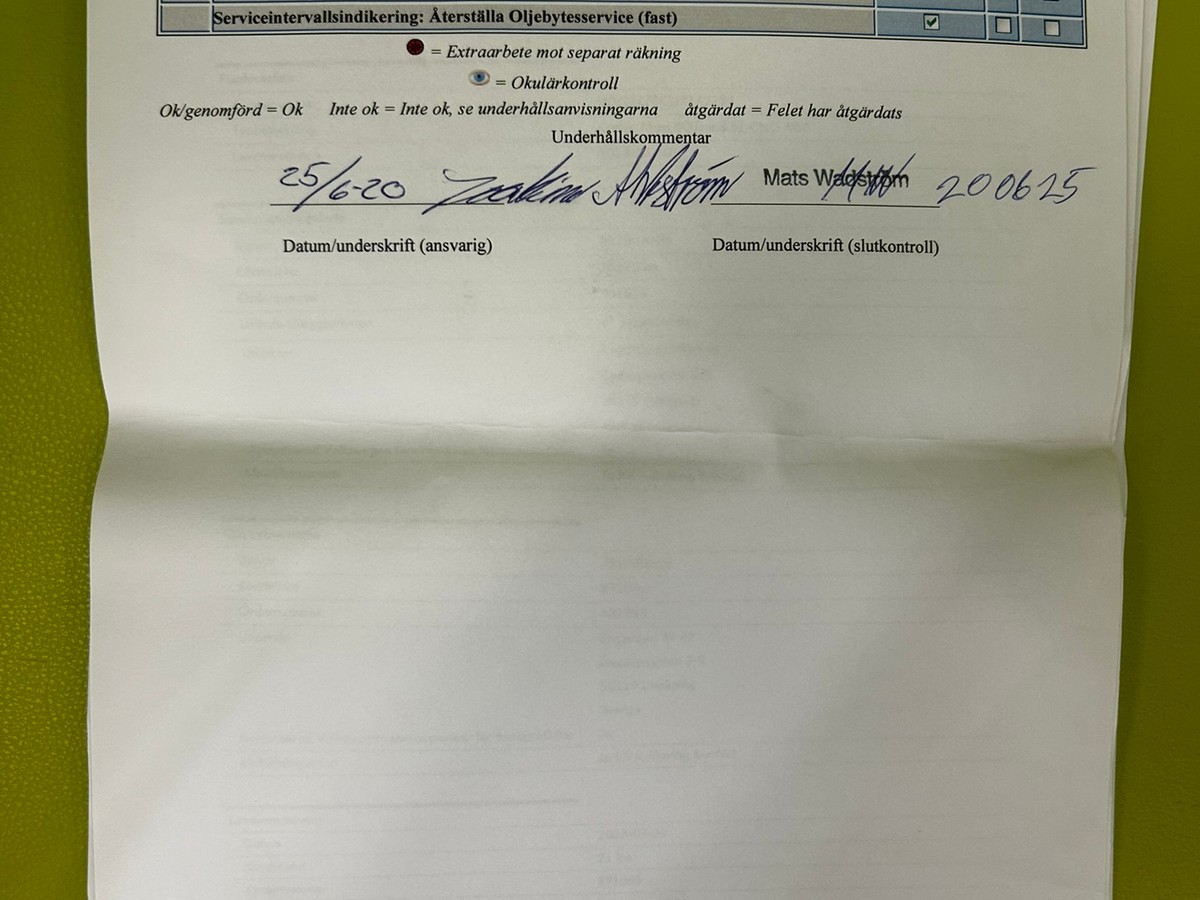 Serviceintervallsindikering: Återställa Oljebytesservice (fast)
= Extraarbete mot separat räkning
= Okulärkontroll
Ok/genomförd = Ok Inte ok = Inte ok, se underhållsanvisningarna åtgärdat = Felet har åtgärdats
Underhållskommentar
25/6-20 Joakim Mats Wadström 200625
Datum/underskrift (ansvarig) Datum/underskrift (slutkontroll)